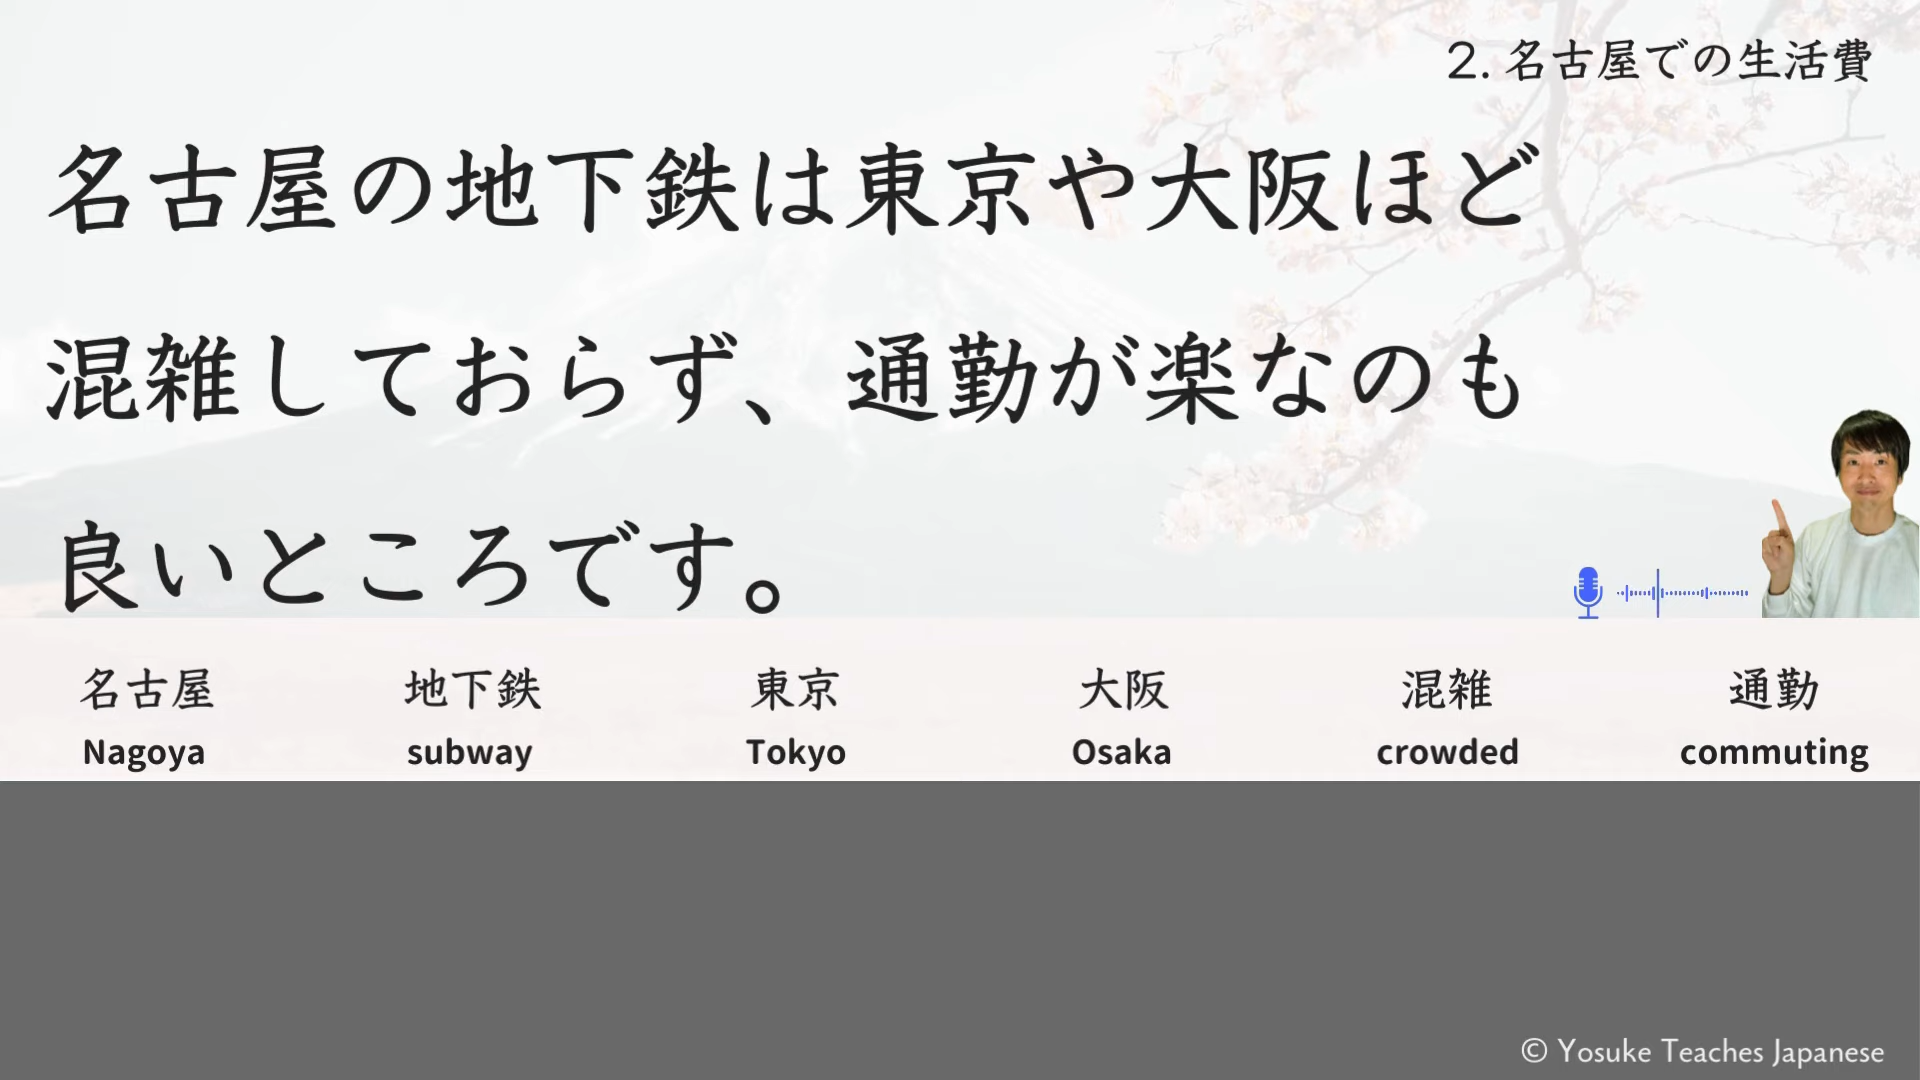 2. 名古屋での生活費
名古屋の地下鉄は東京や大阪ほど
混雑しておらず、通勤が楽なのも
良いところです。
名古屋 地下鉄 東京 大阪 混雑 通勤
Nagoya subway Tokyo Osaka crowded commuting
© Yosuke Teaches Japanese